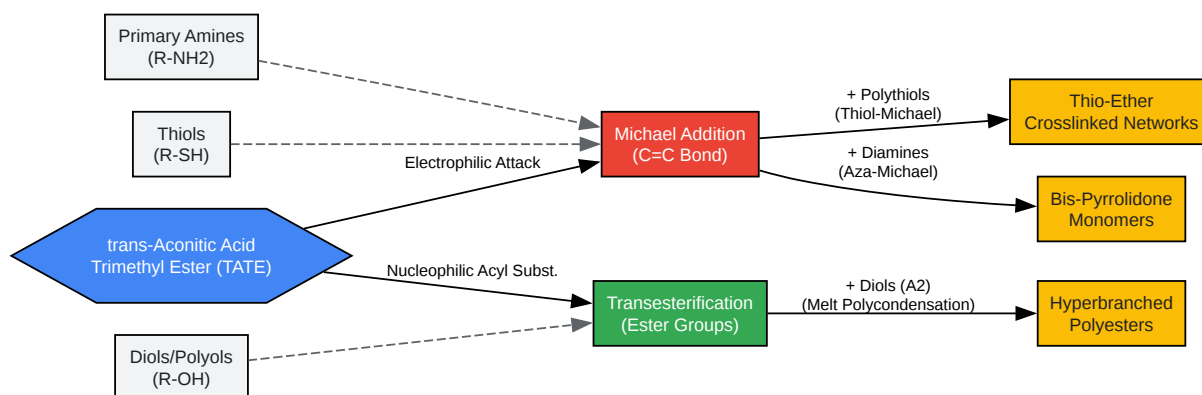 Primary Amines
(R-NH2)
Thiols
(R-SH)
trans-Aconitic Acid
Trimethyl Ester (TATE)
Diols/Polyols
(R-OH)
Electrophilic Attack
Nucleophilic Acyl Subst.
Michael Addition
(C=C Bond)
Transesterification
(Ester Groups)
+ Polythiols
(Thiol-Michael)
+ Diamines
(Aza-Michael)
+ Diols (A2)
(Melt Polycondensation)
Thio-Ether
Crosslinked Networks
Bis-Pyrrolidone
Monomers
Hyperbranched
Polyesters